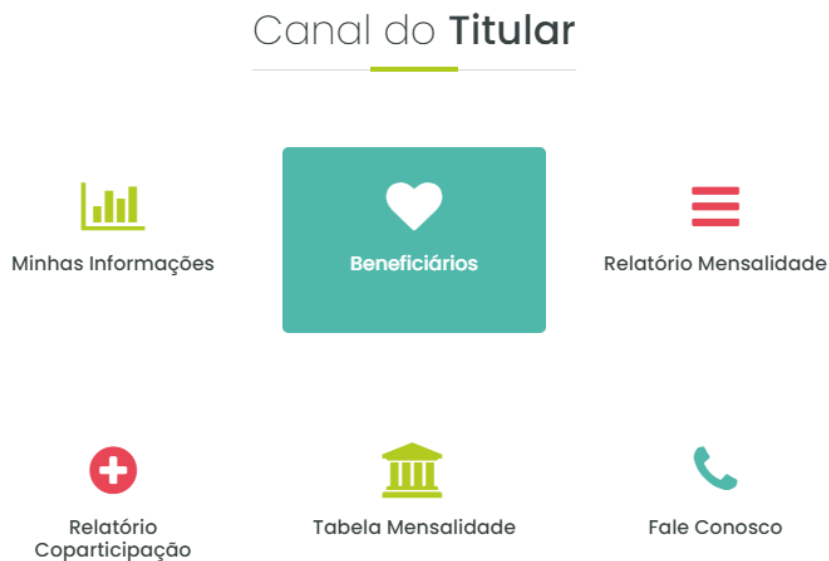 Canal do Titular
Minhas Informações
Beneficiários
Relatório Mensalidade
Relatório
Coparticipação
Tabela Mensalidade
Fale Conosco